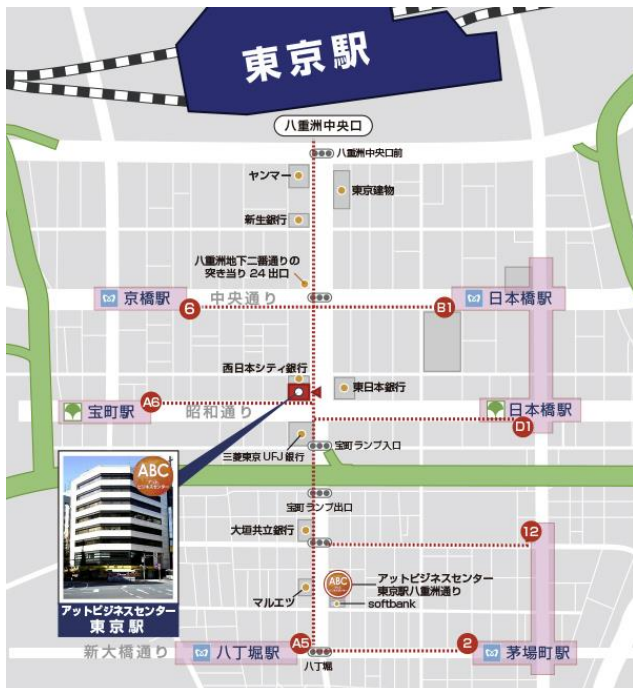 東京駅
八重洲中央口
八重洲中央口前
ヤンマー
東京建物
新生銀行
八重洲地下二番通りの
突き当り 24 出口
京橋駅
6
中央通り
B1
日本橋駅
西日本シティ銀行
東日本銀行
宝町駅
A6
昭和通り
日本橋駅
D1
三菱東京 UFJ 銀行
宝町ランプ入口
ABC
宝町ランプ出口
大垣共立銀行
12
ABC
アットビジネスセンター
東京駅八重洲通り
マルエツ
softbank
アットビジネスセンター
東京駅
新大橋通り
八丁堀駅
A5
八丁堀
2
茅場町駅